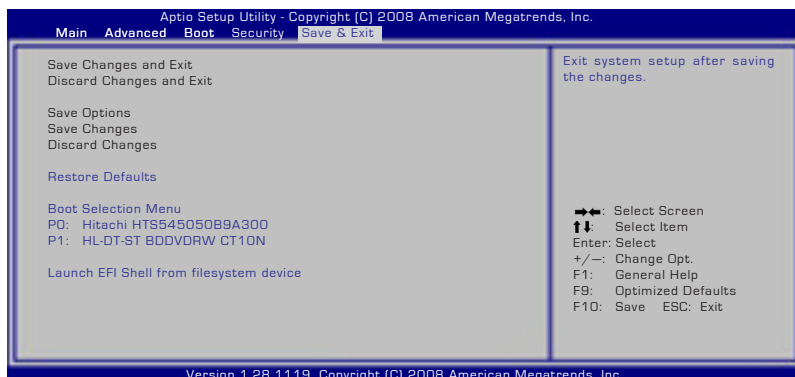 Aptio Setup Utility - Copyright (C) 2008 American Megatrends, Inc.
Main Advanced Boot Security Save & Exit
Save Changes and Exit
Discard Changes and Exit
Save Options
Save Changes
Discard Changes
Restore Defaults
Boot Selection Menu
P0: Hitachi HTS545050B9A300
P1: HL-DT-ST BDDVDRW CT10N
Launch EFI Shell from filesystem device
Exit system setup after saving
the changes.
→←: Select Screen
↑↓: Select Item
Enter: Select
+/—: Change Opt.
F1: General Help
F9: Optimized Defaults
F10: Save ESC: Exit
Version 1.28.1119. Copyright (C) 2008 American Megatrends, Inc.